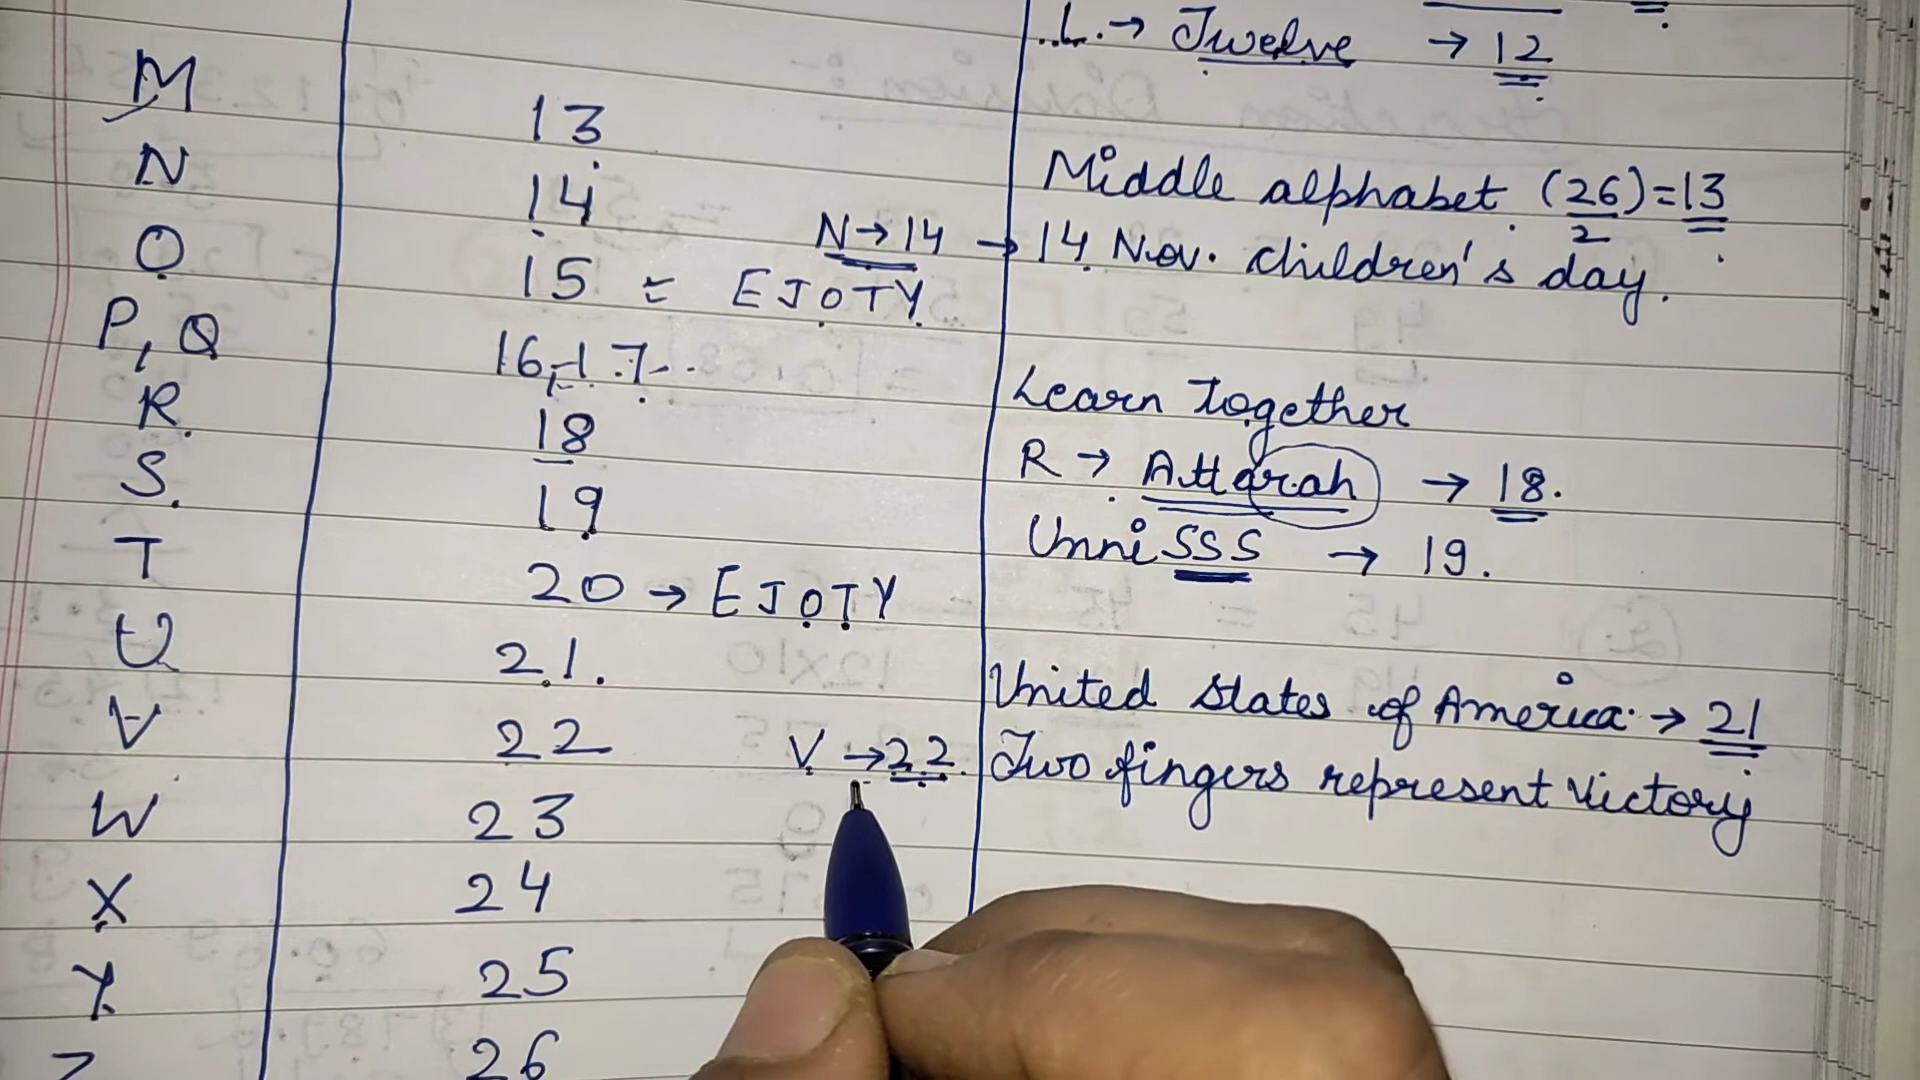 L → Twelve → 12
M 13 Middle alphabet (26/2) = 13
N 14 N → 14 → 14 Nov. children's day.
O 15 = EJOTY
P, Q 16, 17 Learn Together
R 18 R → Attarah → 18.
S. 19 Unni SSS → 19.
T 20 → EJOTY
U 21. United States of America → 21
V 22 V → 22. Two fingers represent victory
W 23
X 24
Y 25
Z 26